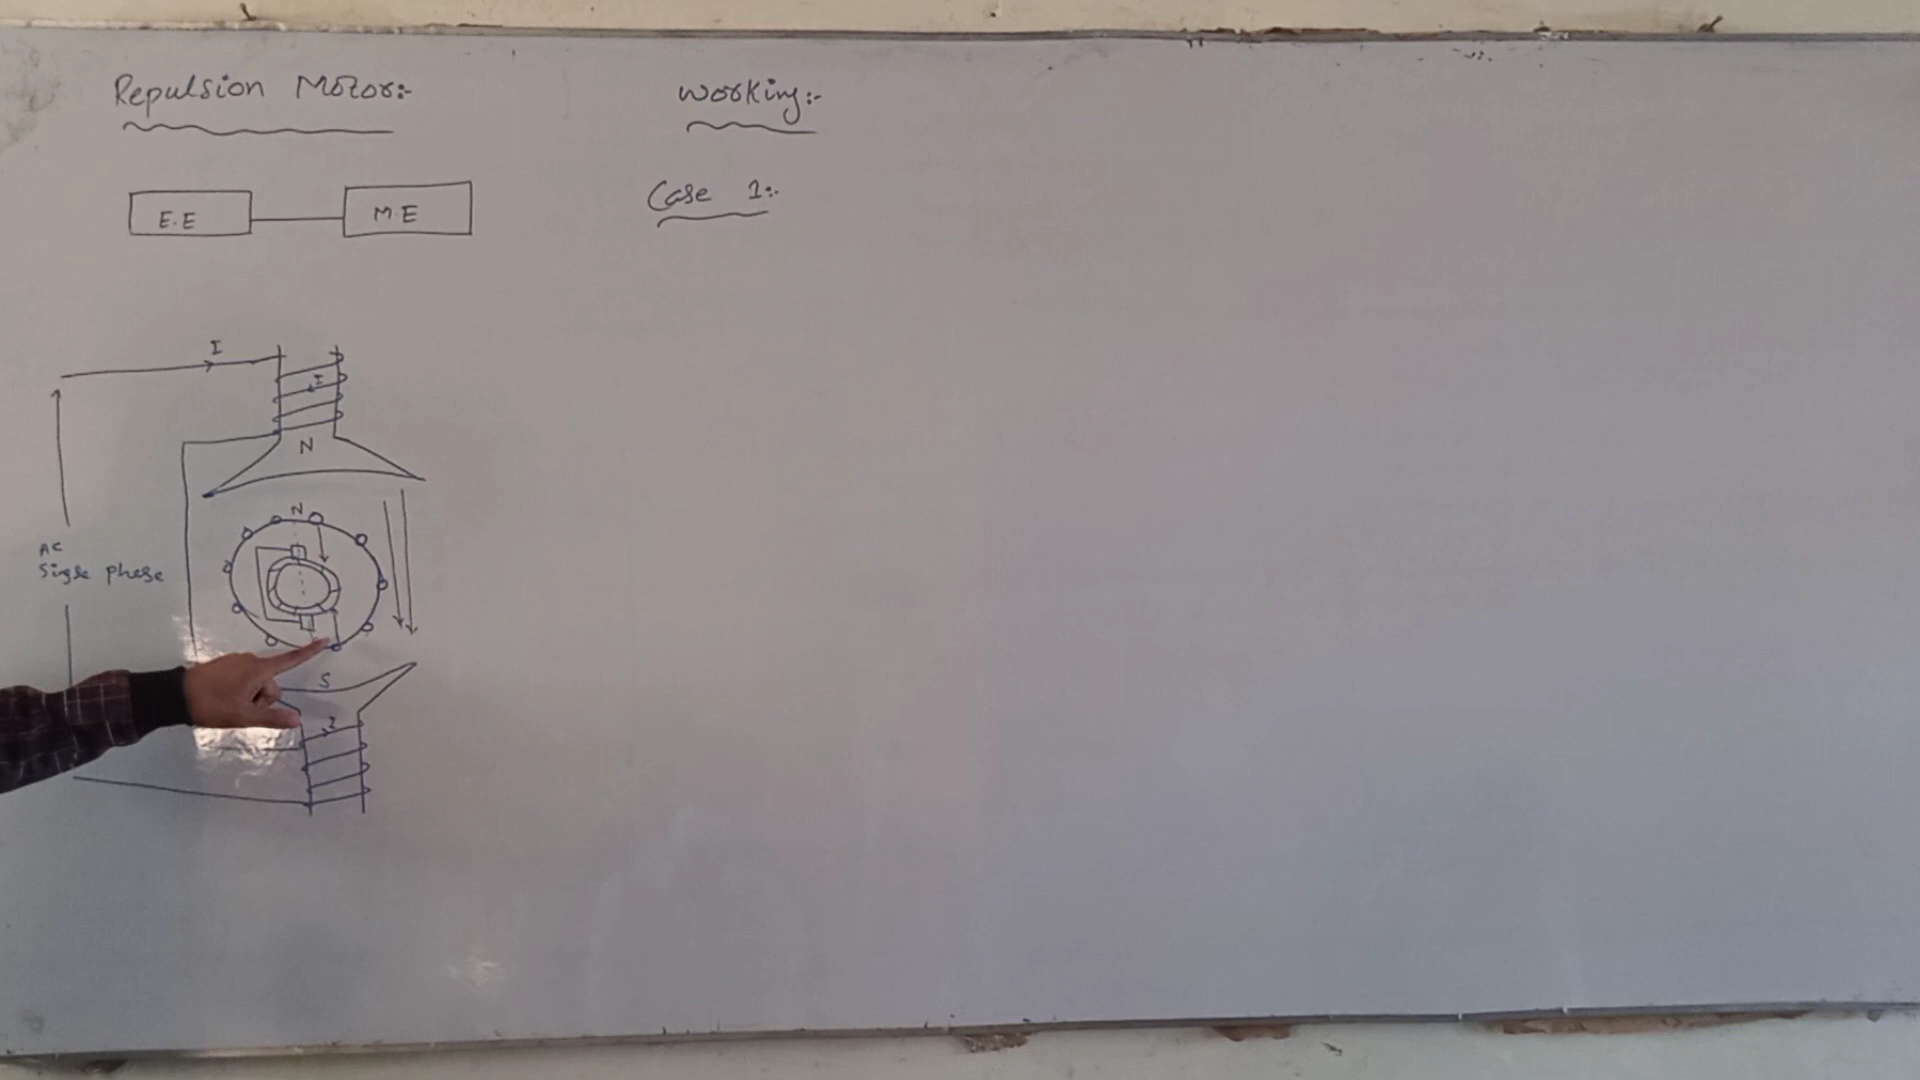 Repulsion Motor:-
E.E
M.E
I
I
N
N
AC
Single phase
S
I
Working:-
Case 1:-